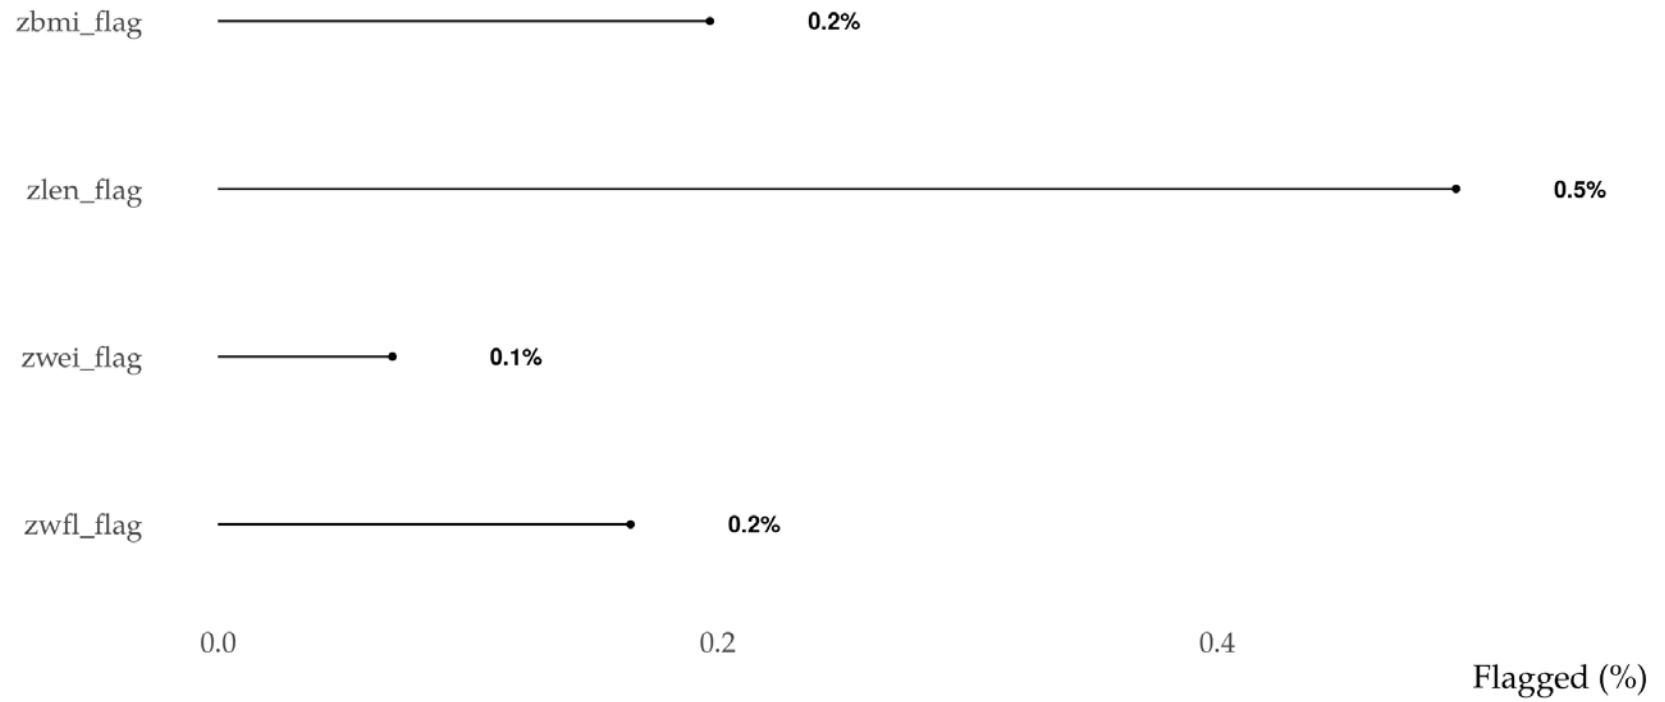 zbmi_flag 0.2%
zlen_flag 0.5%
zwei_flag 0.1%
zwfl_flag 0.2%
0.0 0.2 0.4
Flagged (%)